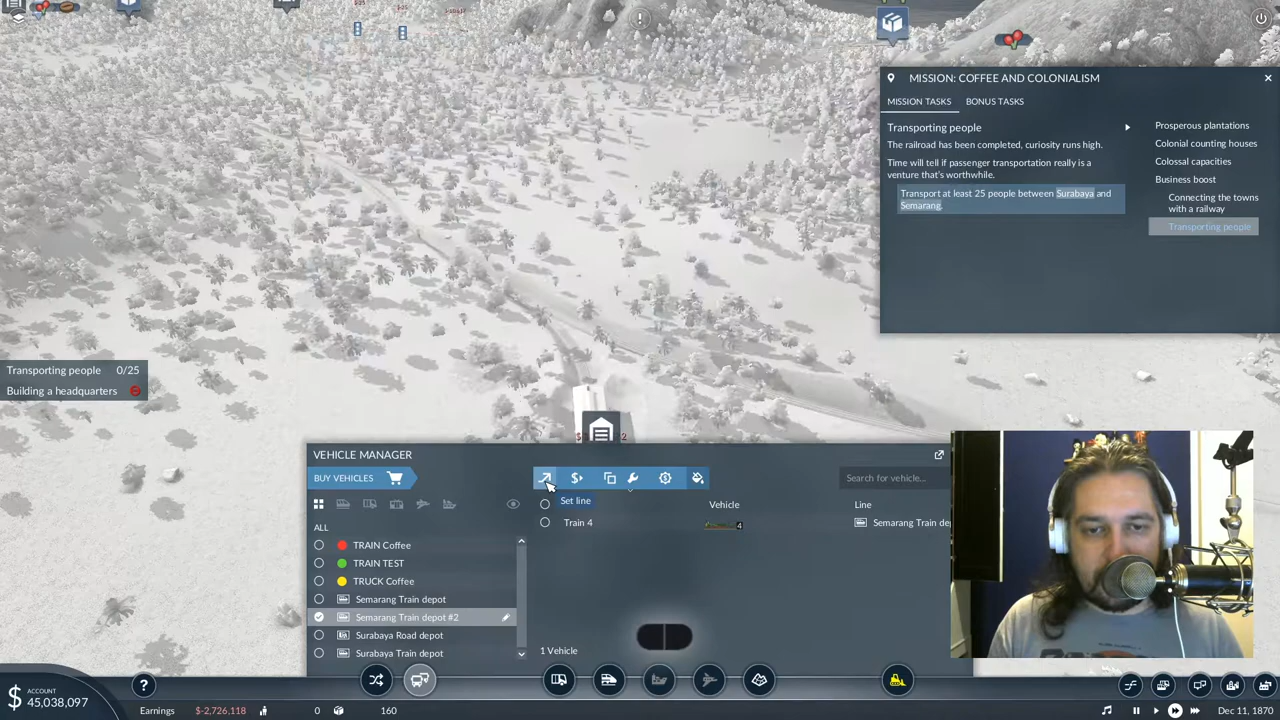 MISSION: COFFEE AND COLONIALISM
MISSION TASKS
BONUS TASKS
Transporting people
The railroad has been completed, curiosity runs high.
Time will tell if passenger transportation really is a
venture that's worthwhile.
Transport at least 25 people between Surabaya and
Semarang.
Prosperous plantations
Colonial counting houses
Colossal capacities
Business boost
Connecting the towns
with a railway
Transporting people
Transporting people 0/25
Building a headquarters
VEHICLE MANAGER
BUY VEHICLES
Search for vehicle...
Set line
ALL
TRAIN Coffee
TRAIN TEST
TRUCK Coffee
Semarang Train depot
Semarang Train depot #2
Surabaya Road depot
Surabaya Train depot
Vehicle
Line
Train 4
4
Semarang Train de
1 Vehicle
?
$ ACCOUNT
45,038,097
Earnings $-2,726,118
0
160
Dec 11, 1870